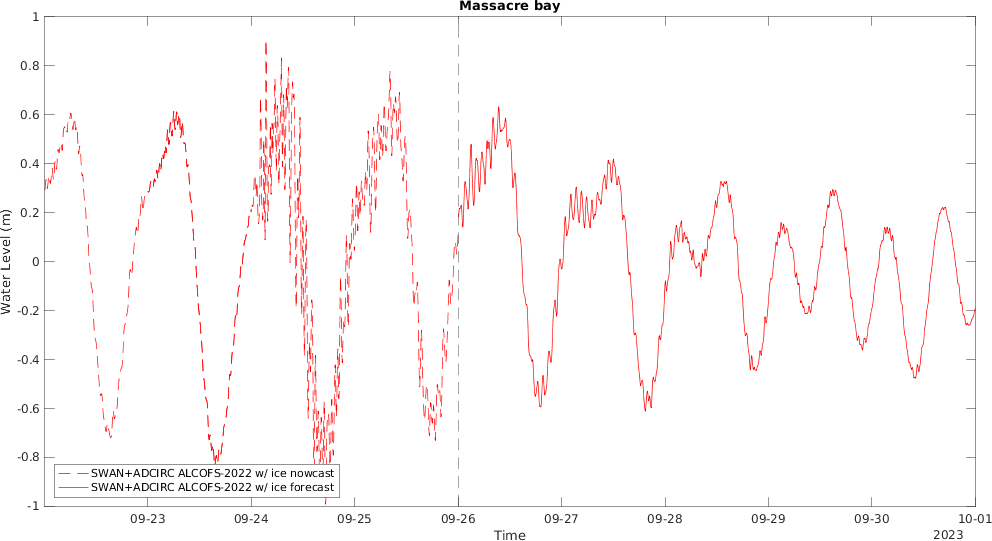 Massacre bay
1
0.8
0.6
0.4
0.2
0
-0.2
-0.4
-0.6
-0.8
-1
Water Level (m)
SWAN+ADCIRC ALCOFS-2022 w/ ice nowcast
SWAN+ADCIRC ALCOFS-2022 w/ ice forecast
09-23 09-24 09-25 09-26 09-27 09-28 09-29 09-30 10-01
Time
2023